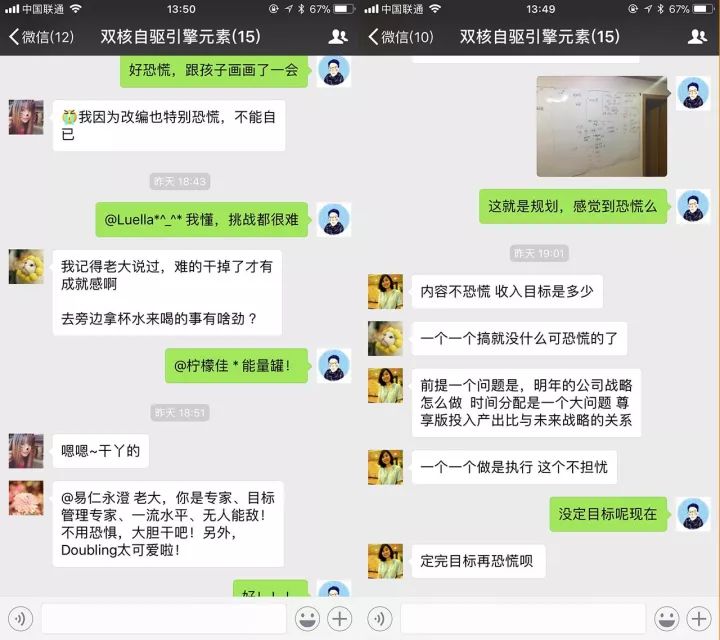 中国联通
13:50
67%
微信(12)
双核自驱引擎元素(15)
好恐慌，跟孩子画画了一会
我因为改编也特别恐慌，不能自
已
昨天 18:43
@Luella*^_^* 我懂，挑战都很难
我记得老大说过，难的干掉了才有
成就感啊
去旁边拿杯水来喝的事有啥劲？
@柠檬佳 * 能量罐！
昨天 18:51
嗯嗯~干丫的
@易仁永澄 老大，你是专家、目标
管理专家、一流水平、无人能敌！
不用恐惧，大胆干吧！另外，
Doubling太可爱啦！
好！！！
中国联通
13:49
67%
微信(10)
双核自驱引擎元素(15)
这就是规划，感觉到恐慌么
昨天 19:01
内容不恐慌 收入目标是多少
一个一个搞就没什么可恐慌的了
前提一个问题是，明年的公司战略
怎么做 时间分配是一个大问题 尊
享版投入产出比与未来战略的关系
一个一个做是执行 这个不担忧
没定目标呢现在
定完目标再恐慌呗